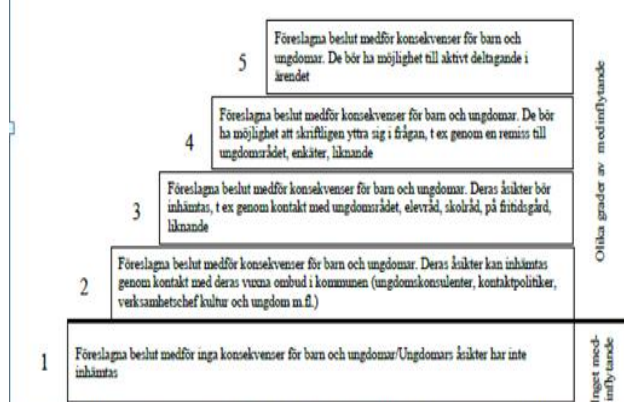 5
Föreslagna beslut medför konsekvenser för barn och
ungdomar. De bör ha möjlighet till aktivt deltagande i
ärendet
4
Föreslagna beslut medför konsekvenser för barn och ungdomar. De bör
ha möjlighet att skriftligen yttra sig i frågan, t ex genom en remiss till
ungdomsrådet, enkäter, liknande
3
Föreslagna beslut medför konsekvenser för barn och ungdomar. Deras åsikter bör
inhämtas, t ex genom kontakt med ungdomsrådet, elevråd, skolråd, på fritidsgård,
liknande
2
Föreslagna beslut medför konsekvenser för barn och ungdomar. Deras åsikter kan inhämtas
genom kontakt med deras vuxna ombud i kommunen (ungdomskonsulenter, kontaktpolitiker,
verksamhetschef kultur och ungdom m.fl.)
1
Föreslagna beslut medför inga konsekvenser för barn och ungdomar/Ungdomars åsikter har inte
inhämtas
Olika grader av medinflytande
Inget med-
inflytande